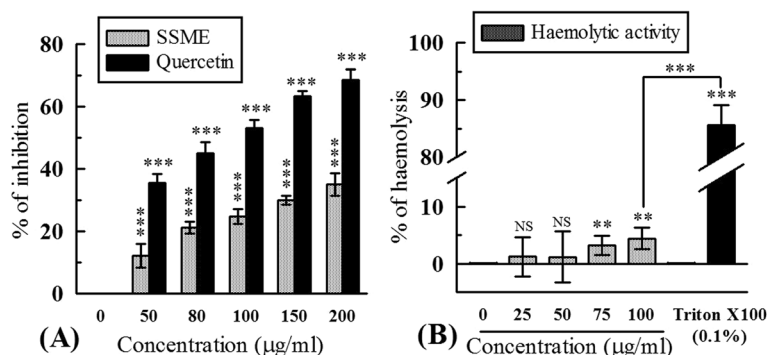 SSME
Quercetin
% of inhibition
80
60
40
20
0
***
***
***
***
***
***
***
***
***
***
0 50 80 100 150 200
(A) Concentration (μg/ml)
Haemolytic activity
% of haemolysis
100
90
80
10
0
NS
NS
**
**
***
***
0 25 50 75 100 Triton X100
(0.1%)
(B) Concentration (μg/ml)